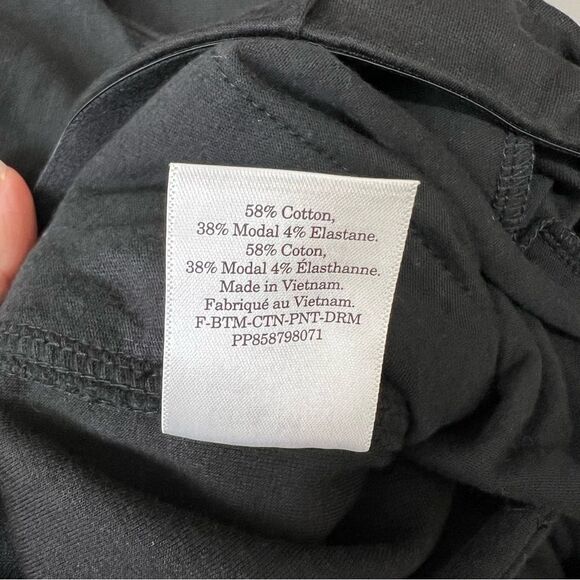 58% Cotton,
38% Modal 4% Elastane.
58% Coton,
38% Modal 4% Élasthanne.
Made in Vietnam.
Fabriqué au Vietnam.
F-BTM-CTN-PNT-DRM
PP858798071